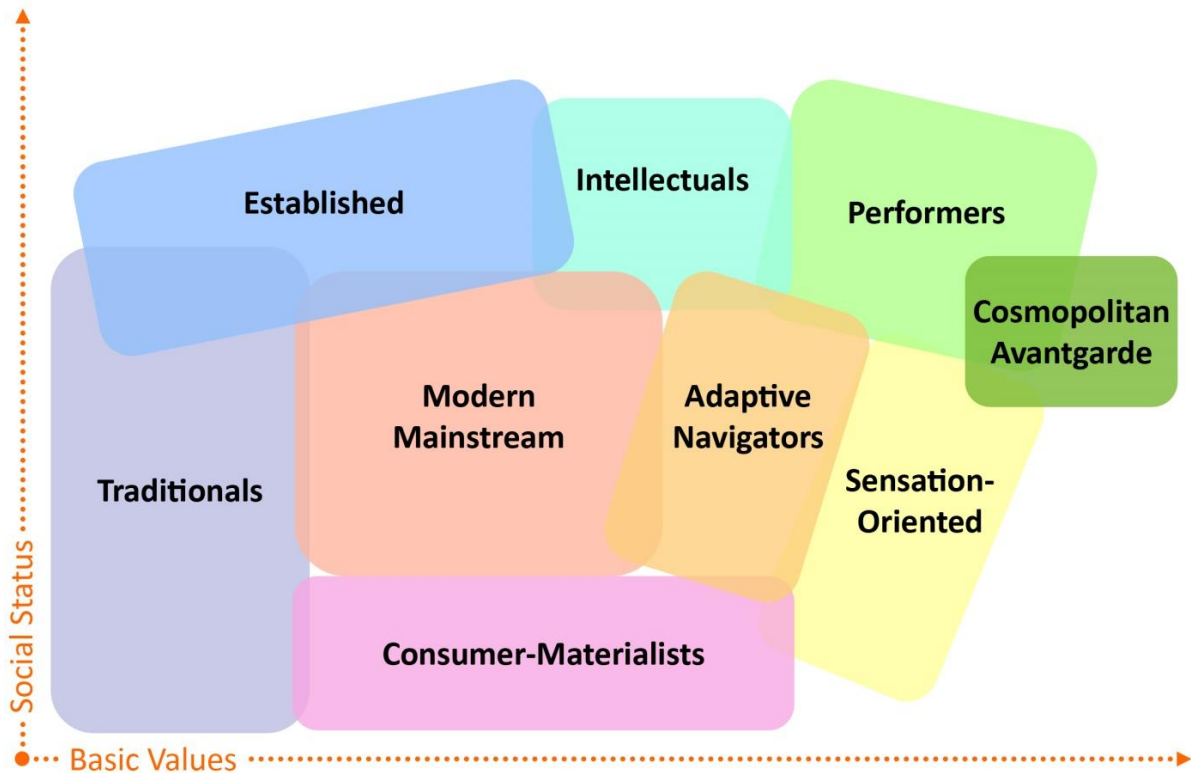 Established
Intellectuals
Performers
Cosmopolitan
Avantgarde
Modern
Mainstream
Adaptive
Navigators
Traditionals
Sensation-
Oriented
Consumer-Materialists
Social Status
Basic Values